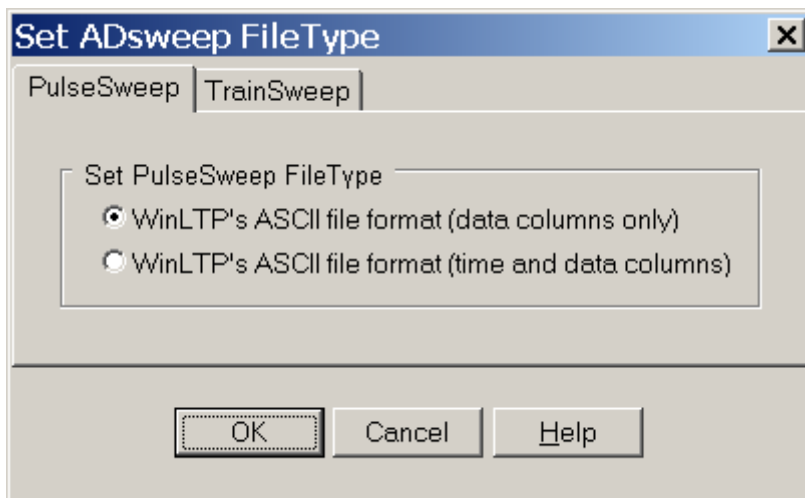 Set ADsweep FileType
PulseSweep TrainSweep
Set PulseSweep FileType
WinLTP's ASCII file format (data columns only)
WinLTP's ASCII file format (time and data columns)
OK Cancel Help